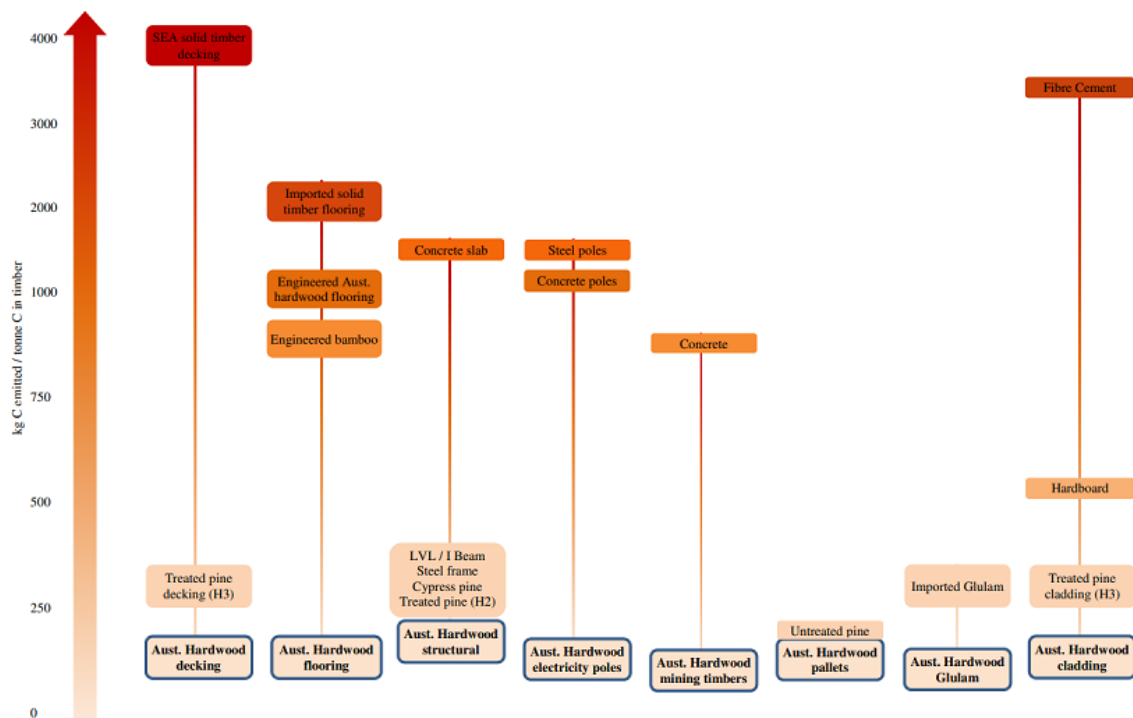 kg C emitted / tonne C in timber
4000
3000
2000
1000
750
500
250
0
SEA solid timber
decking
Treated pine
decking (H3)
Aust. Hardwood
decking
Imported solid
timber flooring
Engineered Aust.
hardwood flooring
Engineered bamboo
Aust. Hardwood
flooring
Concrete slab
LVL / I Beam
Steel frame
Cypress pine
Treated pine (H2)
Aust. Hardwood
structural
Steel poles
Concrete poles
Aust. Hardwood
electricity poles
Concrete
Aust. Hardwood
mining timbers
Untreated pine
Aust. Hardwood
pallets
Imported Glulam
Aust. Hardwood
Glulam
Fibre Cement
Hardboard
Treated pine
cladding (H3)
Aust. Hardwood
cladding